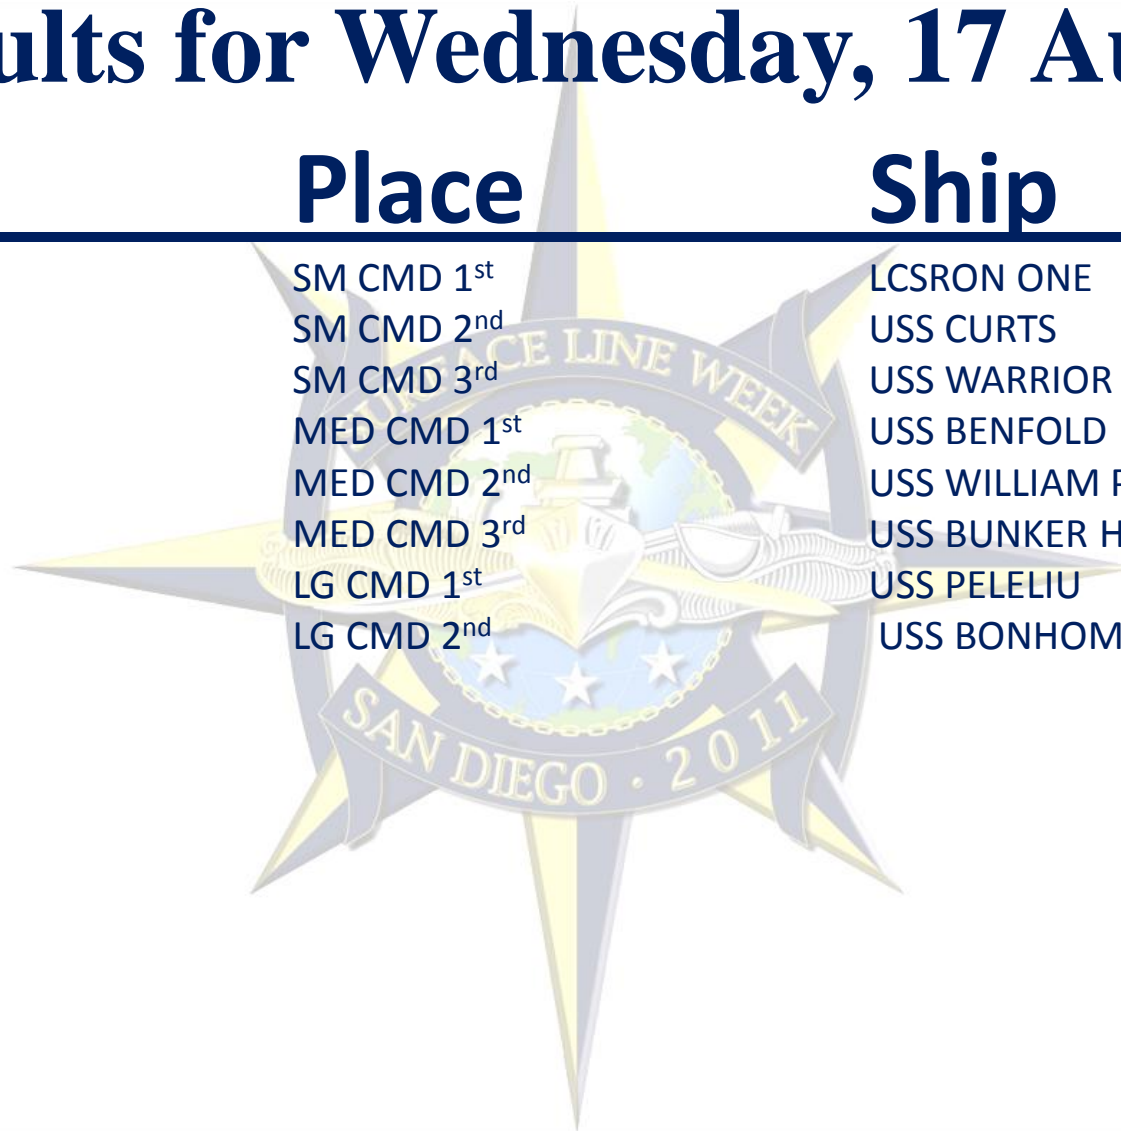 ults for Wednesday, 17 Au
Place Ship
SM CMD 1st LCSRON ONE
SM CMD 2nd USS CURTS
SM CMD 3rd USS WARRIOR
MED CMD 1st USS BENFOLD
MED CMD 2nd USS WILLIAM P
MED CMD 3rd USS BUNKER H
LG CMD 1st USS PELELIU
LG CMD 2nd USS BONHOM
SURFACE LINE WEEK
SAN DIEGO · 2011